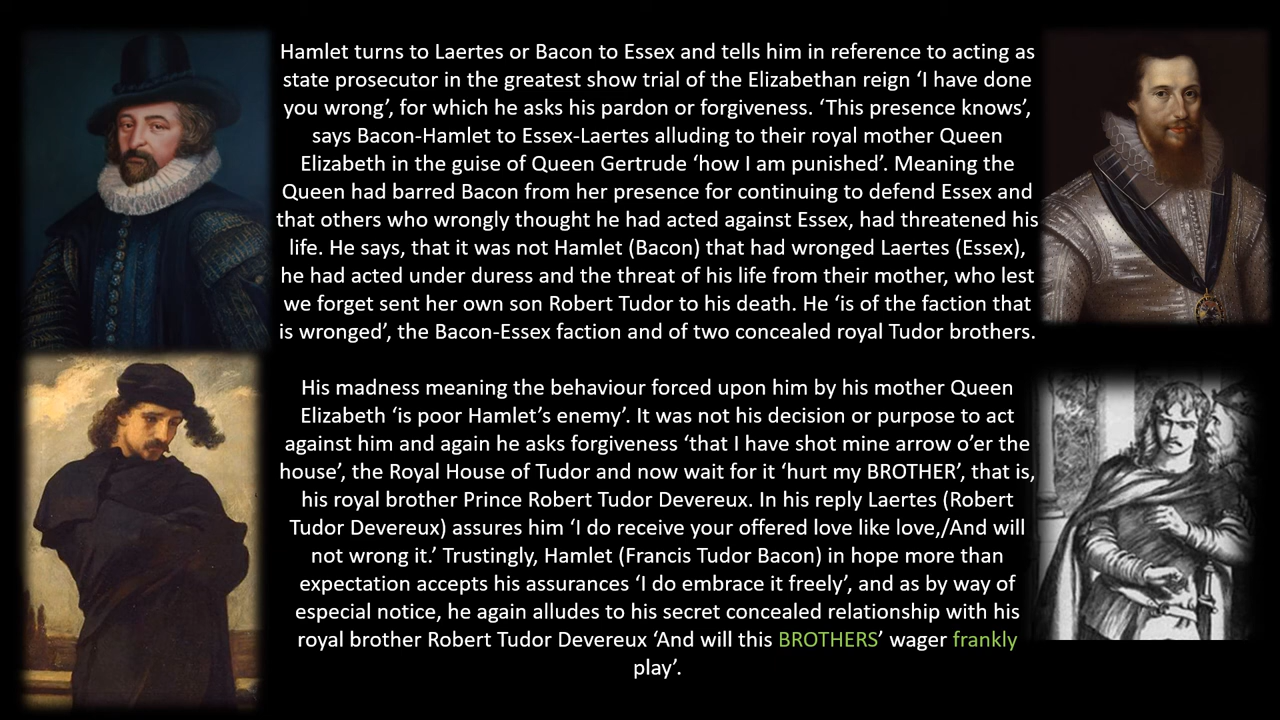 Hamlet turns to Laertes or Bacon to Essex and tells him in reference to acting as
state prosecutor in the greatest show trial of the Elizabethan reign ‘I have done
you wrong’, for which he asks his pardon or forgiveness. ‘This presence knows’,
says Bacon-Hamlet to Essex-Laertes alluding to their royal mother Queen
Elizabeth in the guise of Queen Gertrude ‘how I am punished’. Meaning the
Queen had barred Bacon from her presence for continuing to defend Essex and
that others who wrongly thought he had acted against Essex, had threatened his
life. He says, that it was not Hamlet (Bacon) that had wronged Laertes (Essex),
he had acted under duress and the threat of his life from their mother, who lest
we forget sent her own son Robert Tudor to his death. He ‘is of the faction that
is wronged’, the Bacon-Essex faction and of two concealed royal Tudor brothers.
His madness meaning the behaviour forced upon him by his mother Queen
Elizabeth ‘is poor Hamlet’s enemy’. It was not his decision or purpose to act
against him and again he asks forgiveness ‘that I have shot mine arrow o’er the
house’, the Royal House of Tudor and now wait for it ‘hurt my BROTHER’, that is,
his royal brother Prince Robert Tudor Devereux. In his reply Laertes (Robert
Tudor Devereux) assures him ‘I do receive your offered love like love,/And will
not wrong it.’ Trustingly, Hamlet (Francis Tudor Bacon) in hope more than
expectation accepts his assurances ‘I do embrace it freely’, and as by way of
especial notice, he again alludes to his secret concealed relationship with his
royal brother Robert Tudor Devereux ‘And will this BROTHERS’ wager frankly
play’.